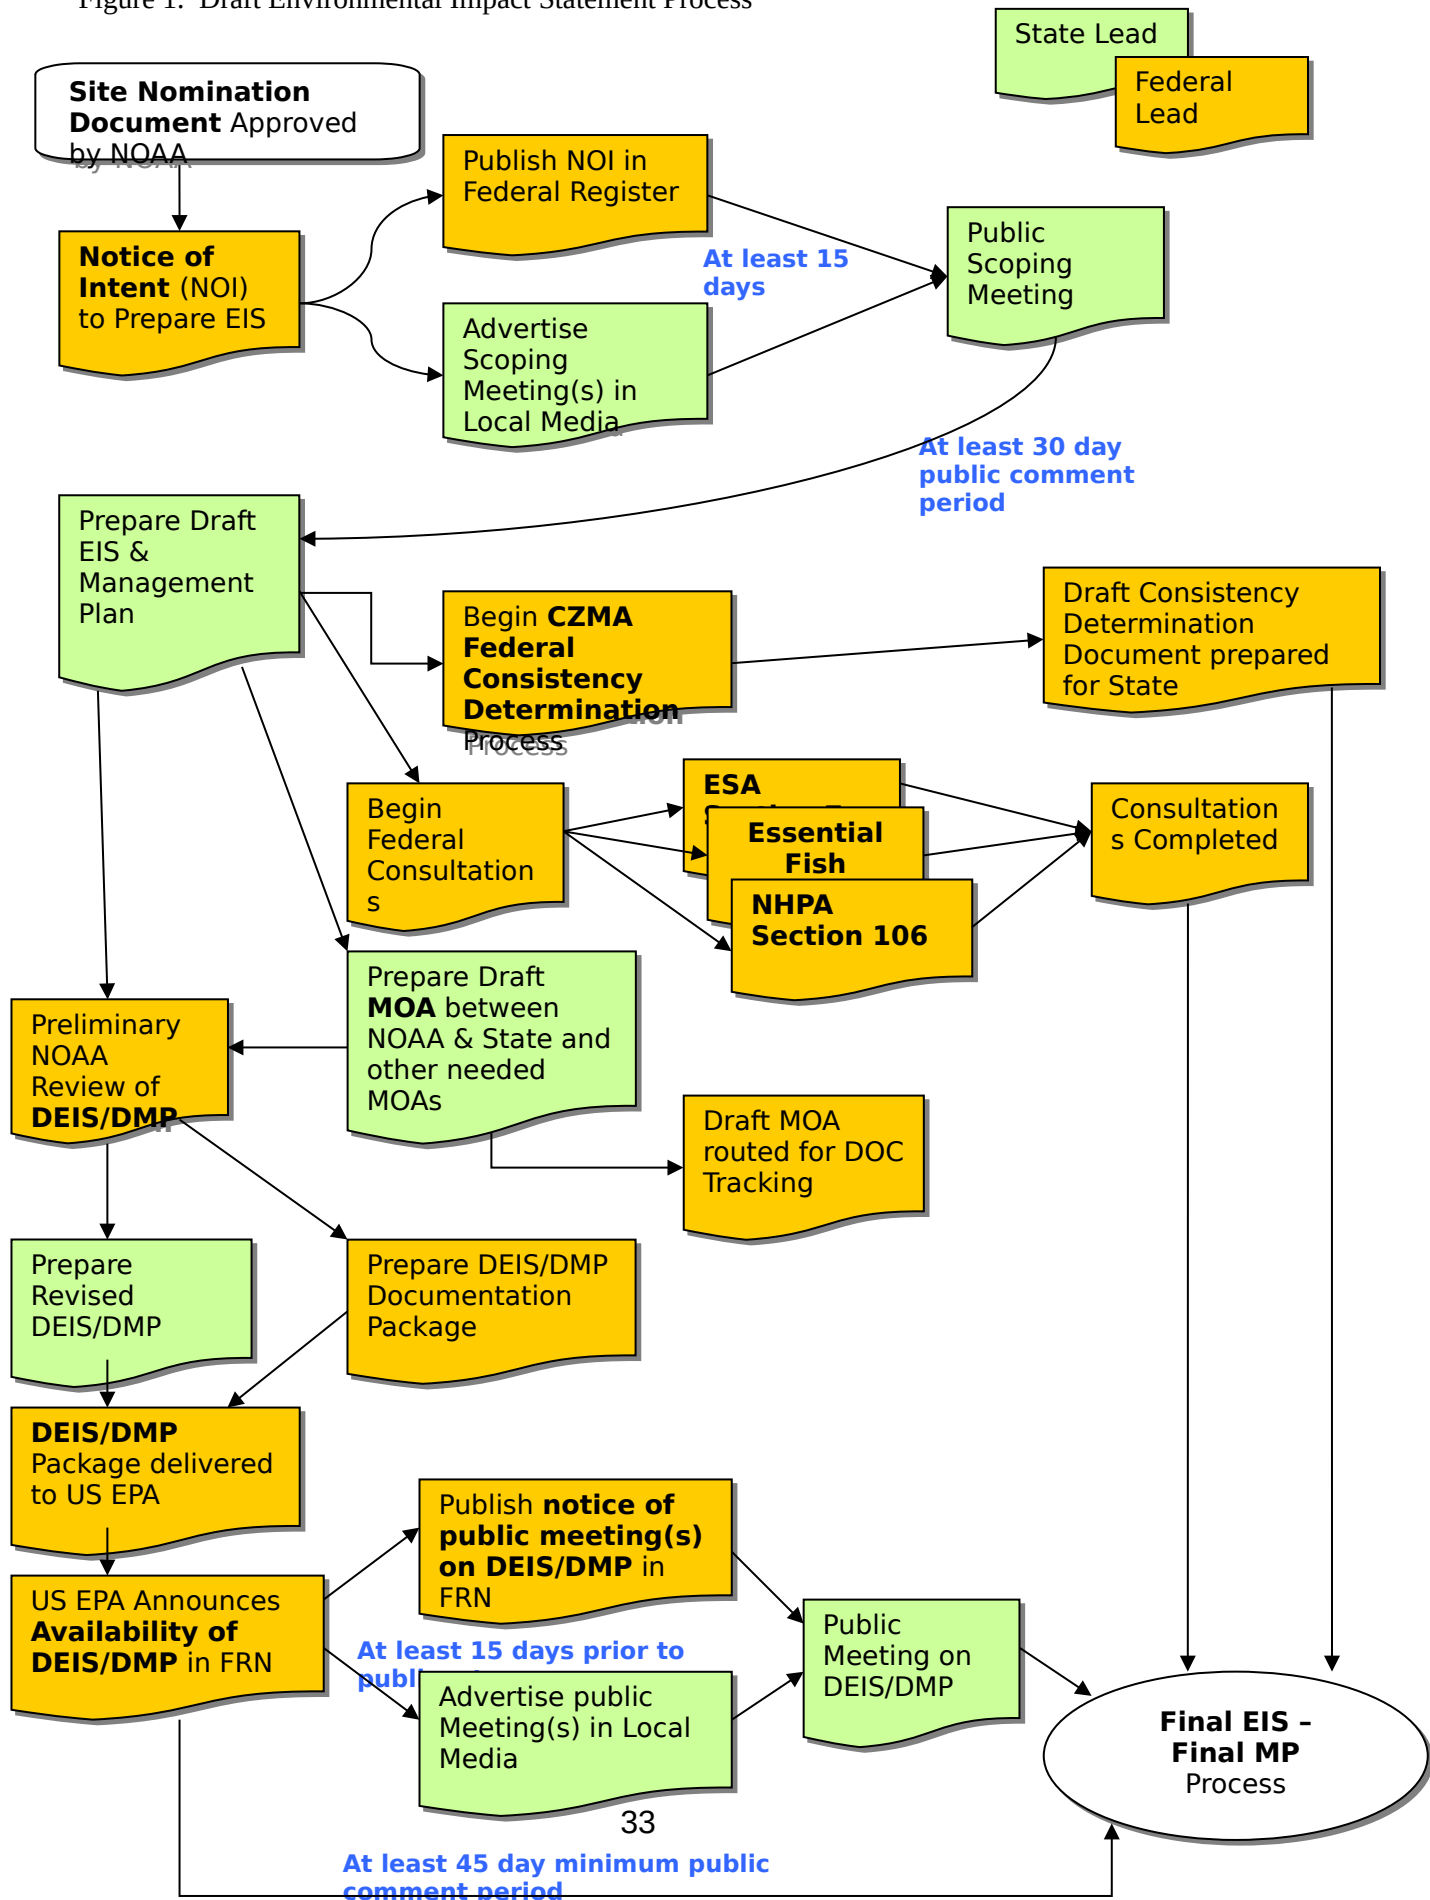 Figure 1: Draft Environmental Impact Statement Process
State Lead
Federal
Lead
Site Nomination
Document Approved
by NOAA
Publish NOI in
Federal Register
Public
Scoping
Meeting
Notice of
Intent (NOI)
to Prepare EIS
At least 15
days
Advertise
Scoping
Meeting(s) in
Local Media
At least 30 day
public comment
period
Prepare Draft
EIS &
Management
Plan
Begin CZMA
Federal
Consistency
Determination
Process
Draft Consistency
Determination
Document prepared
for State
Begin
Federal
Consultation
s
ESA
Essential
Fish
NHPA
Section 106
Consultation
s Completed
Prepare Draft
MOA between
NOAA & State and
other needed
MOAs
Preliminary
NOAA
Review of
DEIS/DMP
Draft MOA
routed for DOC
Tracking
Prepare
Revised
DEIS/DMP
Prepare DEIS/DMP
Documentation
Package
DEIS/DMP
Package delivered
to US EPA
Publish notice of
public meeting(s)
on DEIS/DMP in
FRN
US EPA Announces
Availability of
DEIS/DMP in FRN
At least 15 days prior to
Public
Meeting on
DEIS/DMP
Advertise public
Meeting(s) in Local
Media
Final EIS –
Final MP
Process
33
At least 45 day minimum public
comment period